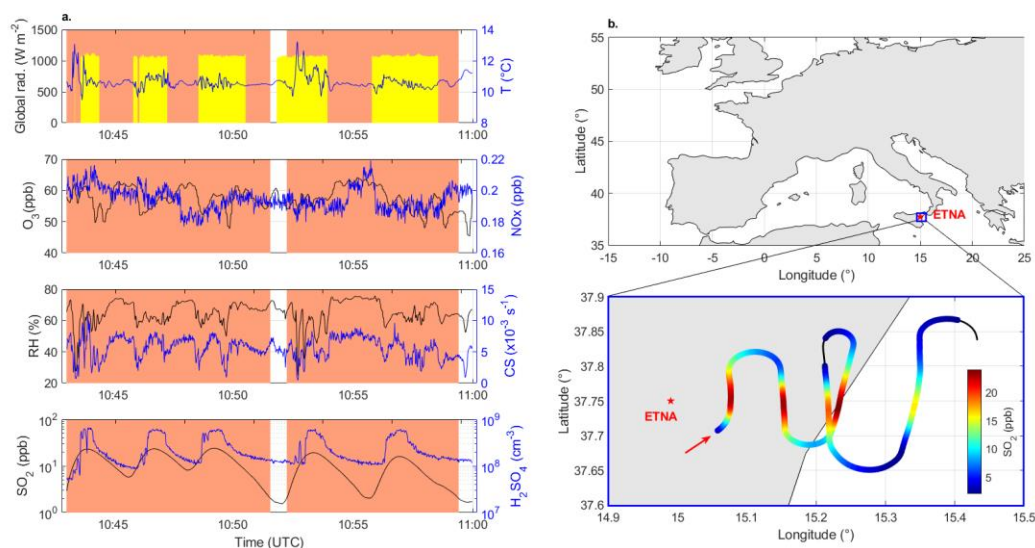 a.
Global rad. (W m-2)
1500
1000
500
0
14
12
10
8
T (°C)
10:45 10:50 10:55 11:00
O3(ppb)
70
60
50
40
0.22
0.2
0.18
0.16
NOx (ppb)
10:45 10:50 10:55 11:00
RH (%)
80
60
40
20
15
10
5
0
CS (x10-3 s-1)
10:45 10:50 10:55 11:00
SO2 (ppb)
102
101
100
109
108
107
H2SO4 (cm-3)
10:45 10:50 10:55 11:00
Time (UTC)
b.
Latitude (°)
55
50
45
40
35
ETNA
-15 -10 -5 0 5 10 15 20 25
Longitude (°)
Latitude (°)
37.9
37.85
37.8
37.75
37.7
37.65
37.6
ETNA
20
15
10
5
SO2 (ppb)
14.9 15 15.1 15.2 15.3 15.4 15.5
Longitude (°)